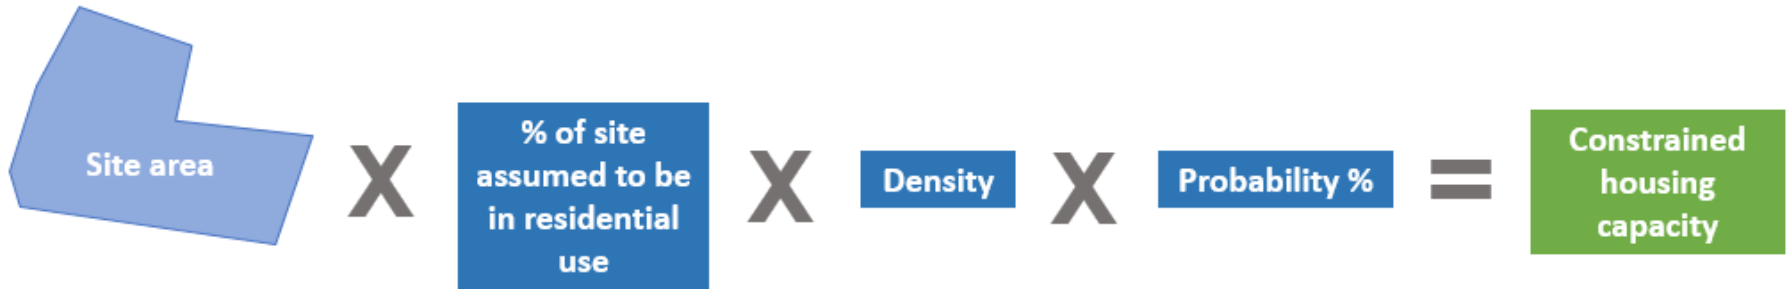 Site area
X
% of site
assumed to be
in residential
use
X
Density
X
Probability %
=
Constrained
housing
capacity